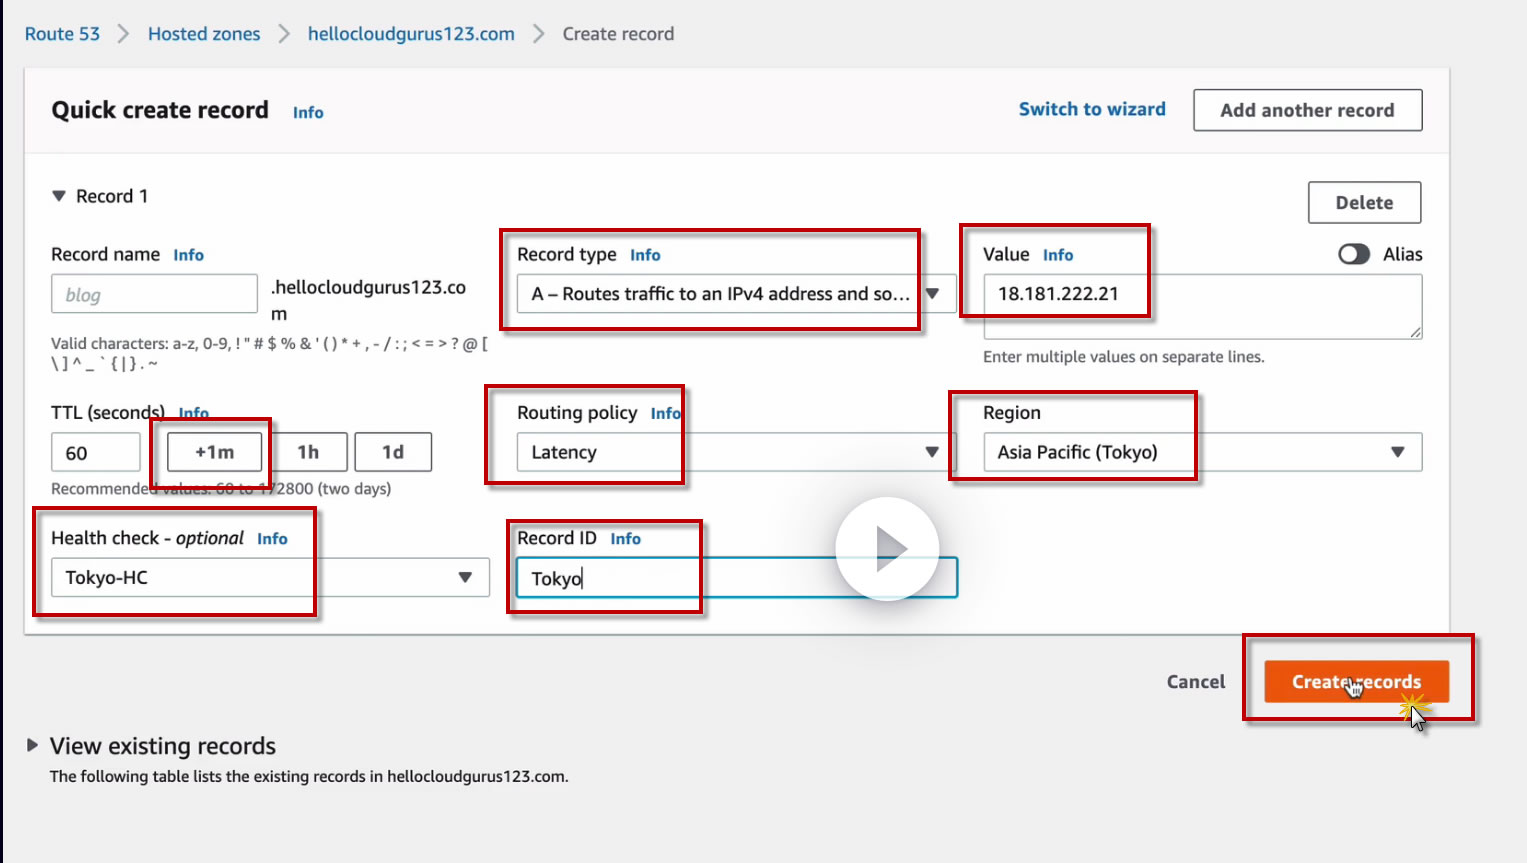 Route 53 > Hosted zones > hellocloudgurus123.com > Create record
Quick create record Info
Switch to wizard Add another record
Record 1
Delete
Record name Info
blog
.hellocloudgurus123.co
m
Valid characters: a-z, 0-9, ! " # $ % & ' ( ) * + , - / : ; < = > ? @ [
\ ] ^ _ ` { | } . ~
Record type Info
A – Routes traffic to an IPv4 address and so...
Value Info
Alias
18.181.222.21
Enter multiple values on separate lines.
TTL (seconds) Info
60 +1m 1h 1d
Recommended values: 60 to 172800 (two days)
Routing policy Info
Latency
Region
Asia Pacific (Tokyo)
Health check - optional Info
Tokyo-HC
Record ID Info
Tokyo
Cancel Create records
View existing records
The following table lists the existing records in hellocloudgurus123.com.